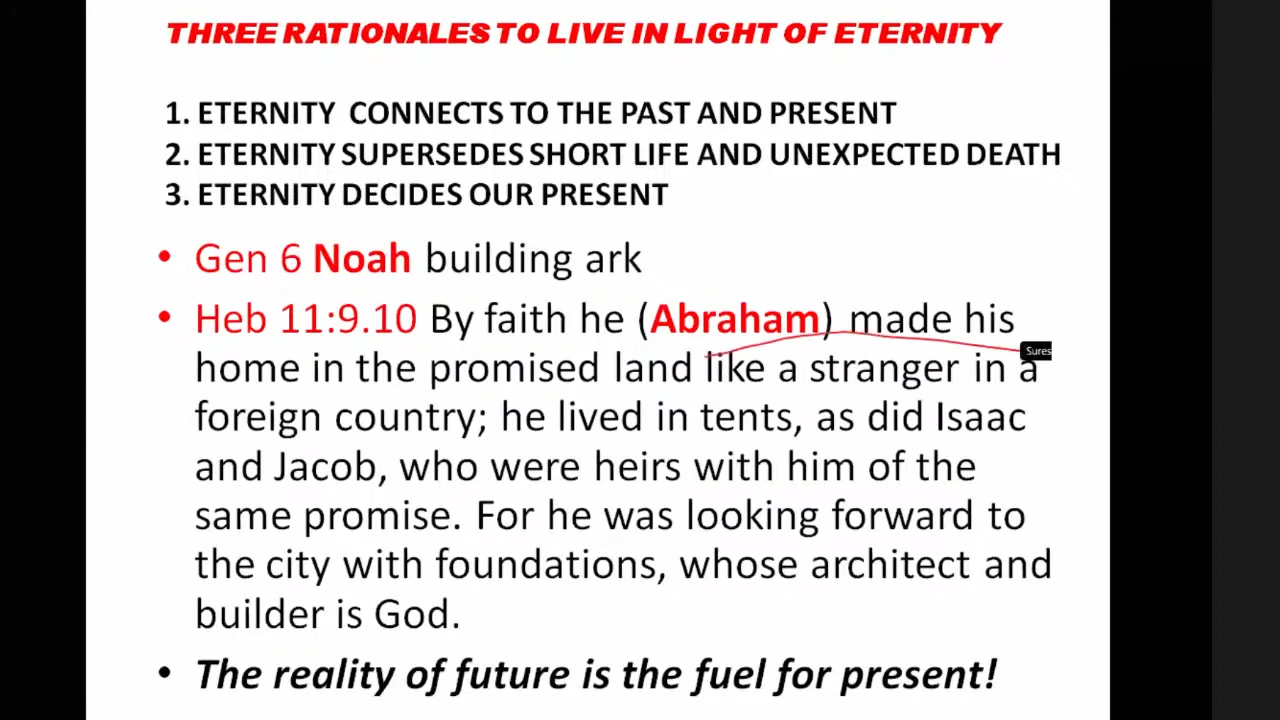 THREE RATIONALES TO LIVE IN LIGHT OF ETERNITY
1. ETERNITY CONNECTS TO THE PAST AND PRESENT
2. ETERNITY SUPERSEDES SHORT LIFE AND UNEXPECTED DEATH
3. ETERNITY DECIDES OUR PRESENT
• Gen 6 Noah building ark
• Heb 11:9.10 By faith he (Abraham) made his
Sures
home in the promised land like a stranger in a
foreign country; he lived in tents, as did Isaac
and Jacob, who were heirs with him of the
same promise. For he was looking forward to
the city with foundations, whose architect and
builder is God.
• The reality of future is the fuel for present!